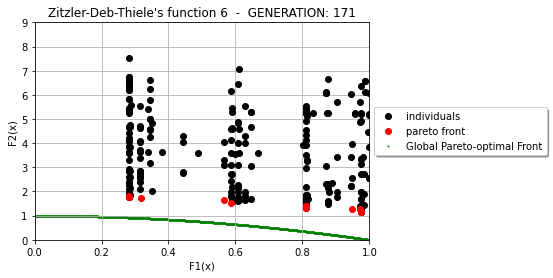 Zitzler-Deb-Thiele's function 6 - GENERATION: 171
9
8
7
6
5
4
3
2
1
0
F2(x)
0.0 0.2 0.4 0.6 0.8 1.0
F1(x)
individuals
pareto front
Global Pareto-optimal Front